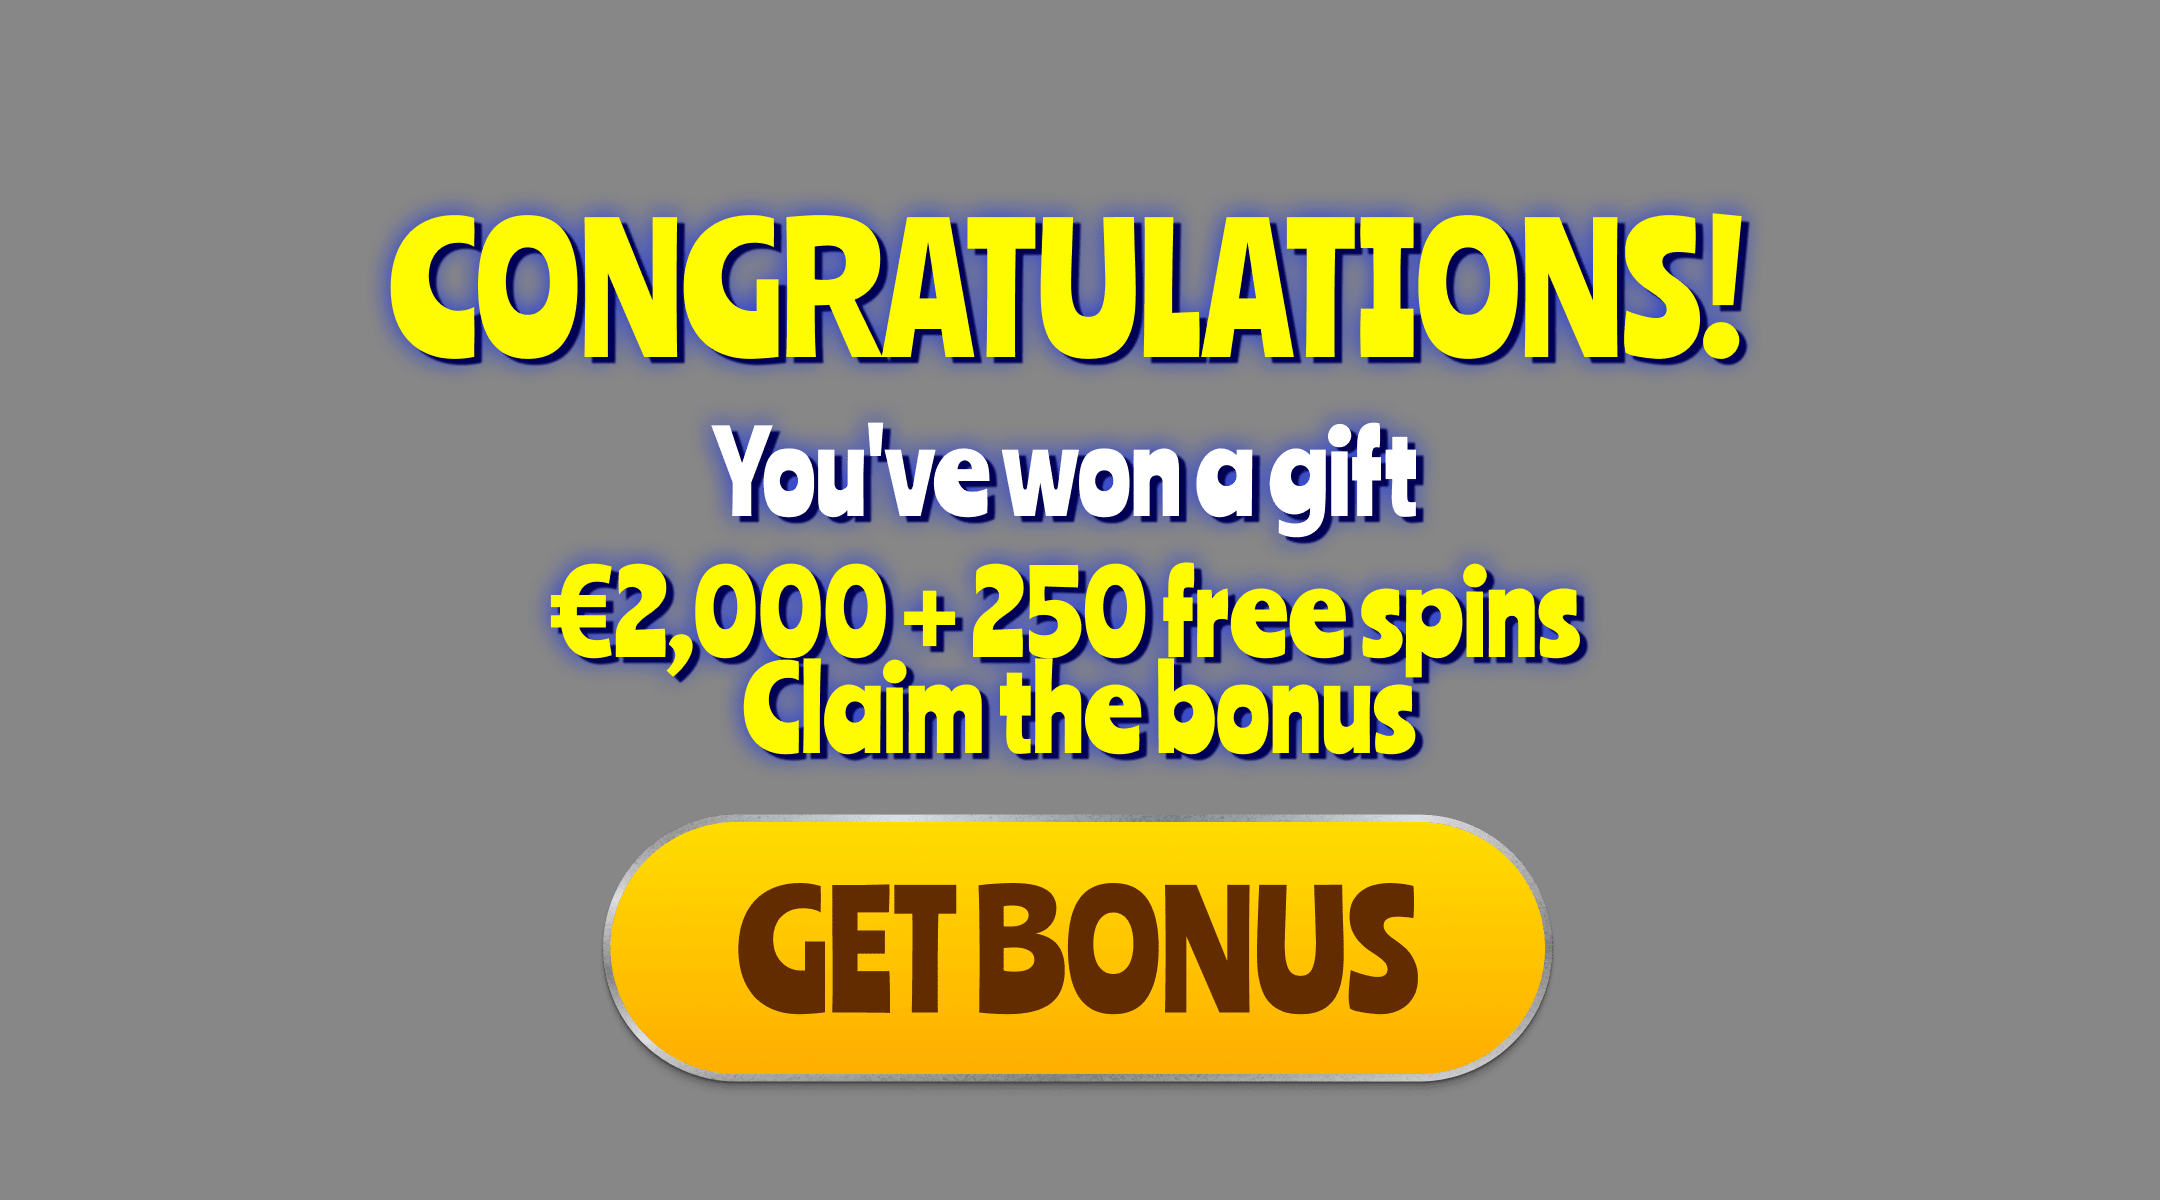 CONGRATULATIONS!
You've won a gift
€2,000 + 250 free spins
Claim the bonus
GET BONUS